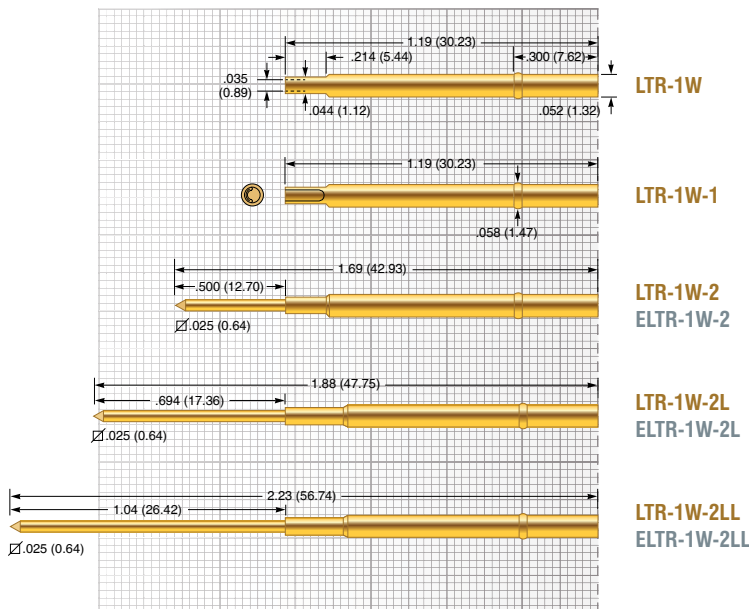 1.19 (30.23)
.214 (5.44)
.300 (7.62)
.035
(0.89)
.044 (1.12)
.052 (1.32)
LTR-1W
1.19 (30.23)
.058 (1.47)
LTR-1W-1
1.69 (42.93)
.500 (12.70)
.025 (0.64)
LTR-1W-2
ELTR-1W-2
1.88 (47.75)
.694 (17.36)
.025 (0.64)
LTR-1W-2L
ELTR-1W-2L
2.23 (56.74)
1.04 (26.42)
.025 (0.64)
LTR-1W-2LL
ELTR-1W-2LL